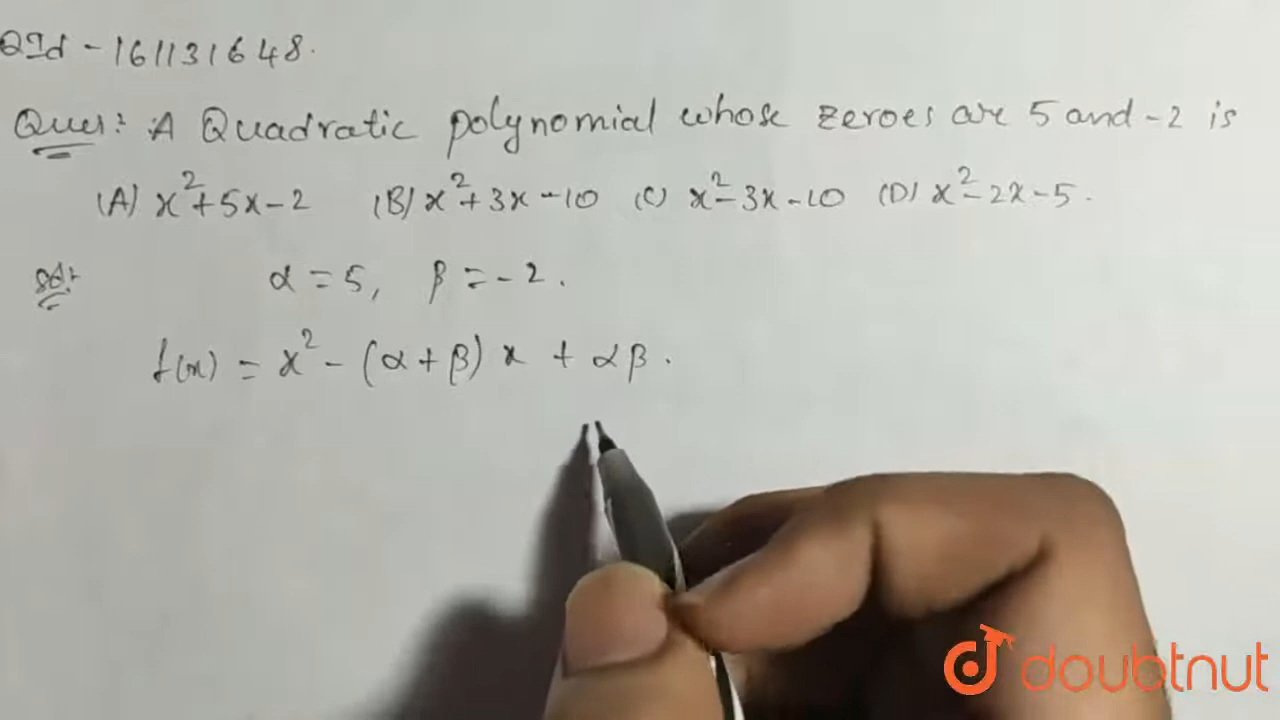 QId - 161131648.
Ques: A Quadratic polynomial whose zeroes are 5 and -2 is
(A) x²+5x-2 (B) x²+3x-10 (C) x²-3x-10 (D) x²-2x-5.
Sol:
α = 5, β = -2.
f(x) = x² - (α+β) x + αβ.
doubtnut